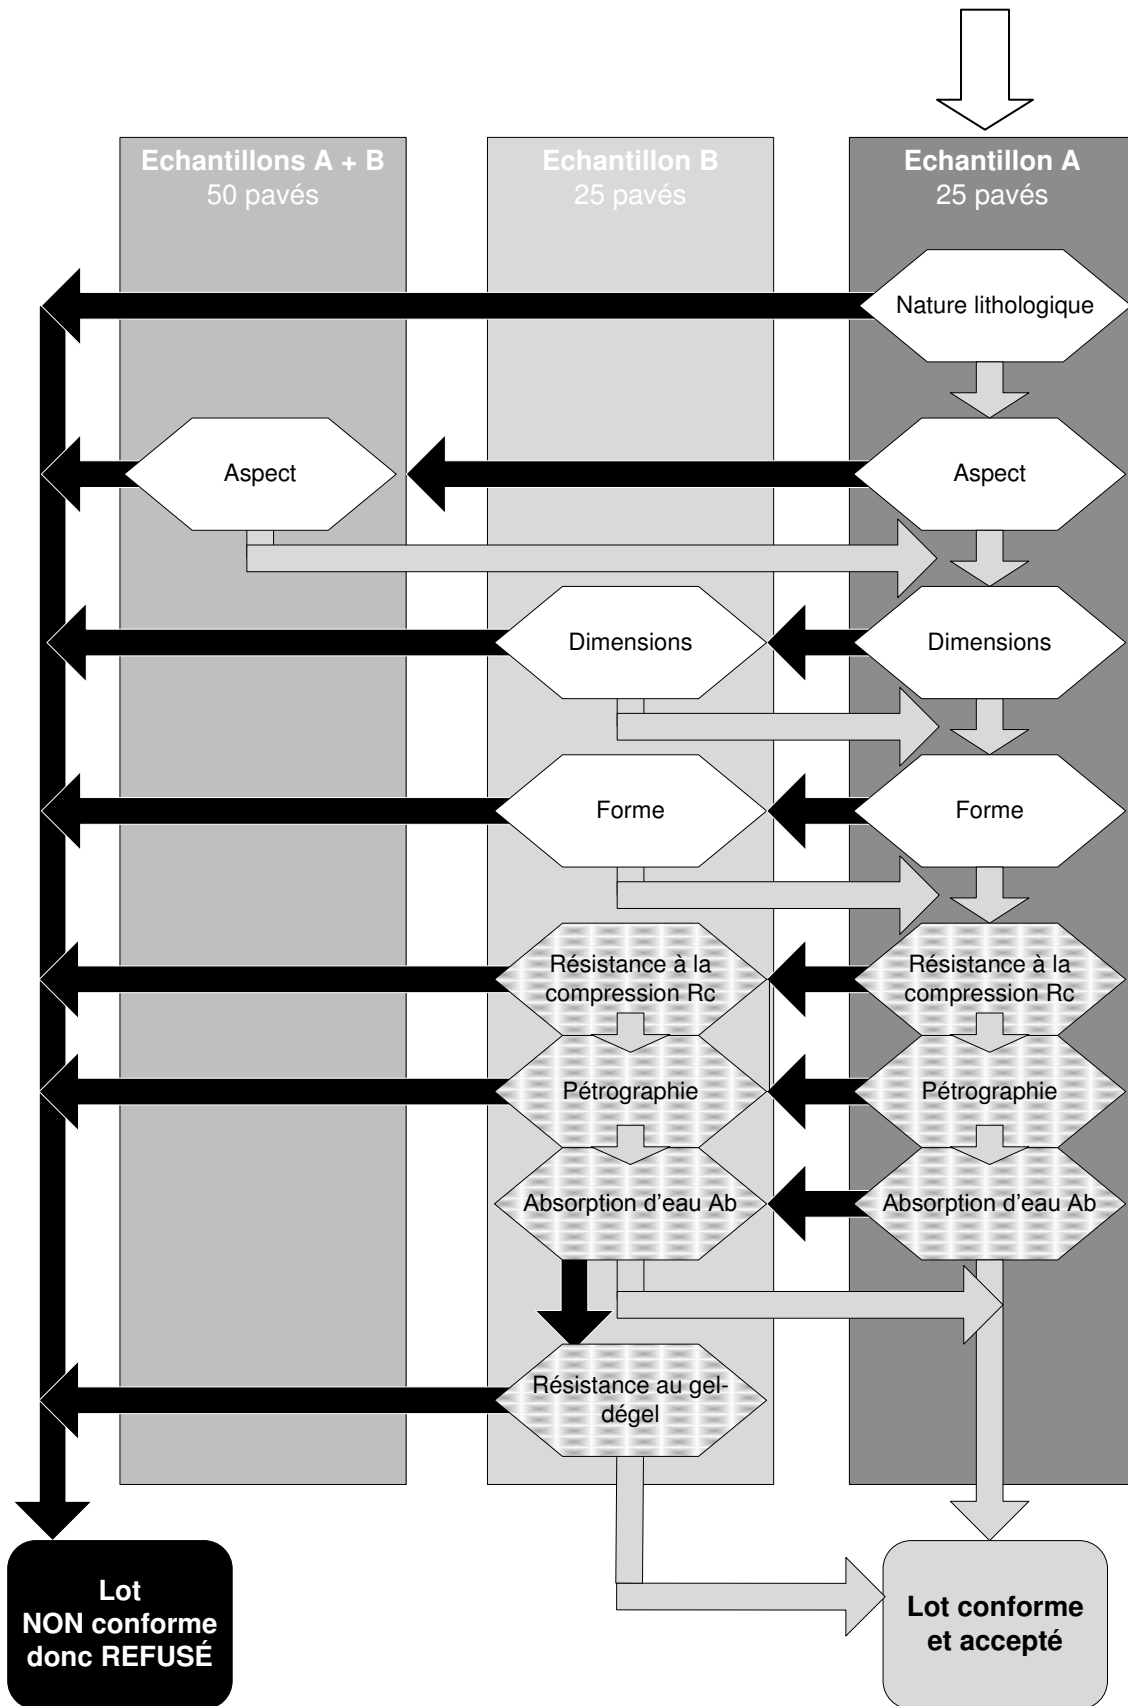 Echantillons A + B
50 pavés
Echantillon B
25 pavés
Echantillon A
25 pavés
Nature lithologique
Aspect
Aspect
Dimensions
Dimensions
Forme
Forme
Résistance à la
compression Rc
Résistance à la
compression Rc
Pétrographie
Pétrographie
Absorption d'eau Ab
Absorption d'eau Ab
Résistance au gel-
dégel
Lot
NON conforme
donc REFUSÉ
Lot conforme
et accepté